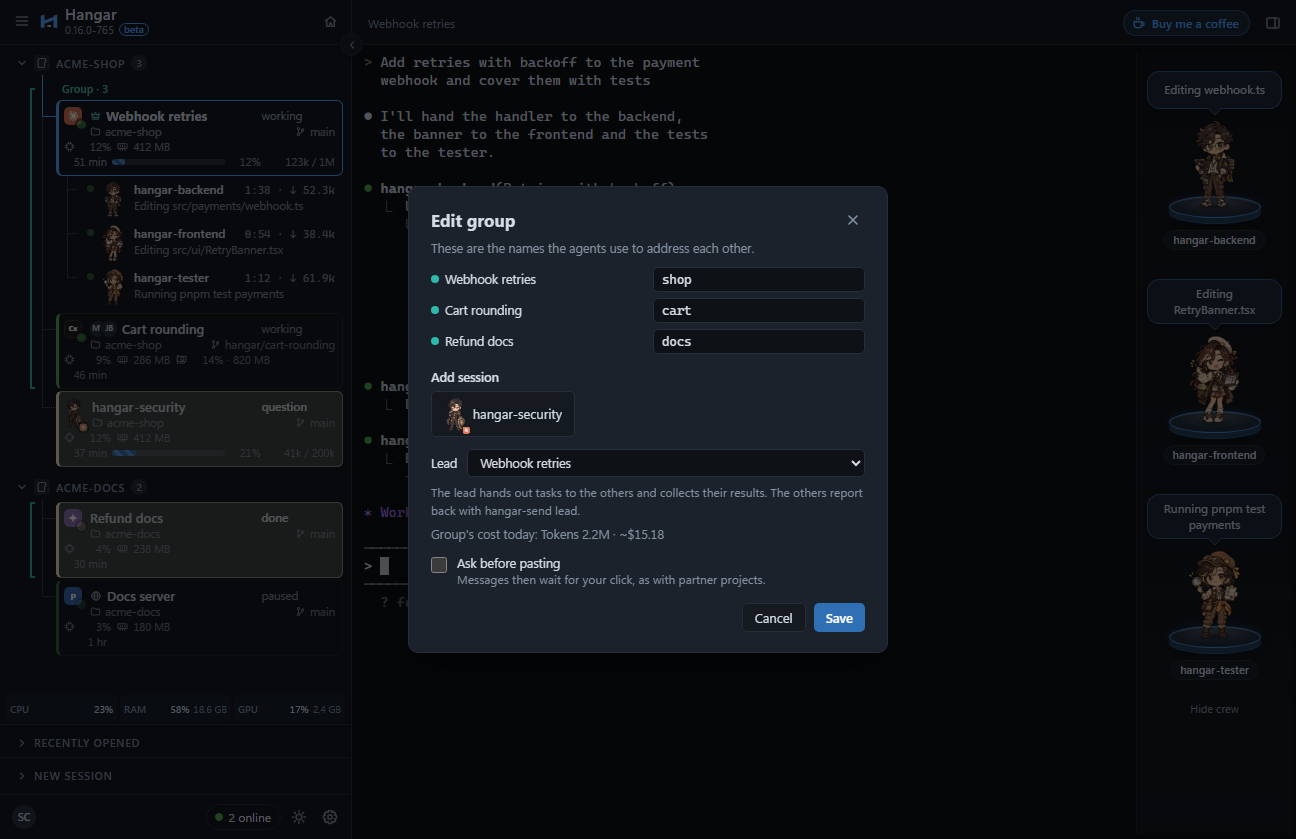 Hangar
0.16.0-765 beta
ACME-SHOP 3
Group · 3
Webhook retries working
acme-shop main
12% 412 MB
51 min 12% 123k / 1M
hangar-backend 1:38 · ↓ 52.3k
Editing src/payments/webhook.ts
hangar-frontend 0:54 · ↓ 38.4k
Editing src/ui/RetryBanner.tsx
hangar-tester 1:12 · ↓ 61.9k
Running pnpm test payments
Cx M JB Cart rounding working
acme-shop hangar/cart-rounding
9% 286 MB 14% · 820 MB
46 min
hangar-security question
acme-shop main
12% 412 MB
37 min 21% 41k / 200k
ACME-DOCS 2
Refund docs done
acme-docs main
4% 238 MB
30 min
P Docs server paused
acme-docs main
3% 180 MB
1 hr
CPU 23% RAM 58% 18.6 GB GPU 17% 2.4 GB
RECENTLY OPENED
NEW SESSION
SC 2 online
Webhook retries
Buy me a coffee
> Add retries with backoff to the payment
webhook and cover them with tests
● I'll hand the handler to the backend,
the banner to the frontend and the tests
to the tester.
Edit group
These are the names the agents use to address each other.
Webhook retries shop
Cart rounding cart
Refund docs docs
Add session
hangar-security
Lead Webhook retries
The lead hands out tasks to the others and collects their results. The others report
back with hangar-send lead.
Group's cost today: Tokens 2.2M · ~$15.18
Ask before pasting
Messages then wait for your click, as with partner projects.
Cancel Save
>
Editing webhook.ts
hangar-backend
Editing
RetryBanner.tsx
hangar-frontend
Running pnpm test
payments
hangar-tester
Hide crew